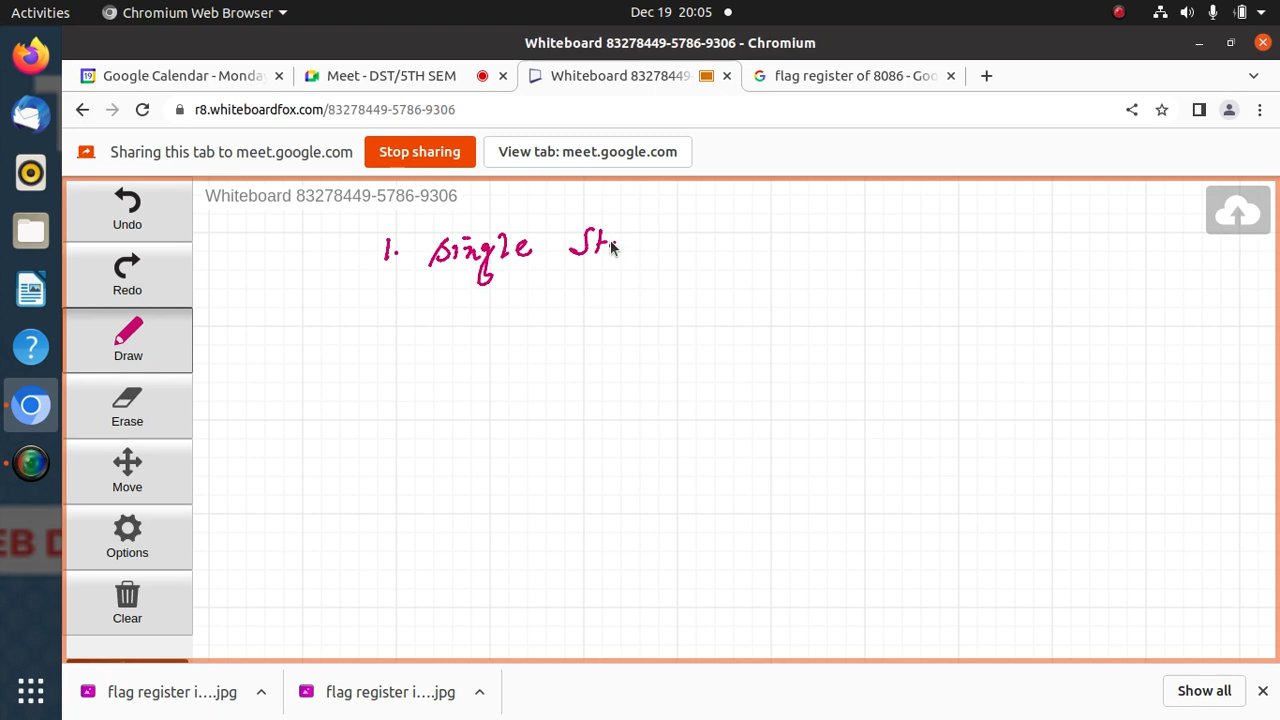 Activities Chromium Web Browser Dec 19 20:05
Whiteboard 83278449-5786-9306 - Chromium
Google Calendar - Monda Meet - DST/5TH SEM Whiteboard 83278449- flag register of 8086 - Goo
r8.whiteboardfox.com/83278449-5786-9306
Sharing this tab to meet.google.com Stop sharing View tab: meet.google.com
Whiteboard 83278449-5786-9306
Undo
1. single St
Redo
Draw
Erase
Move
Options
Clear
flag register i....jpg flag register i....jpg Show all